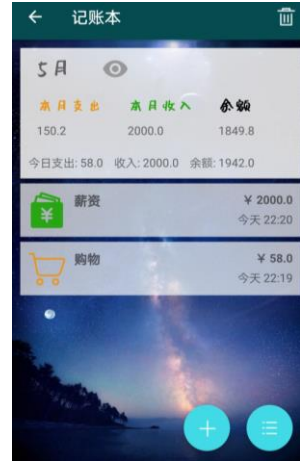 记账本
5月
本月支出 本月收入 余额
150.2 2000.0 1849.8
今日支出: 58.0 收入: 2000.0 余额: 1942.0
薪资 ¥ 2000.0
今天 22:20
购物 ¥ 58.0
今天 22:19